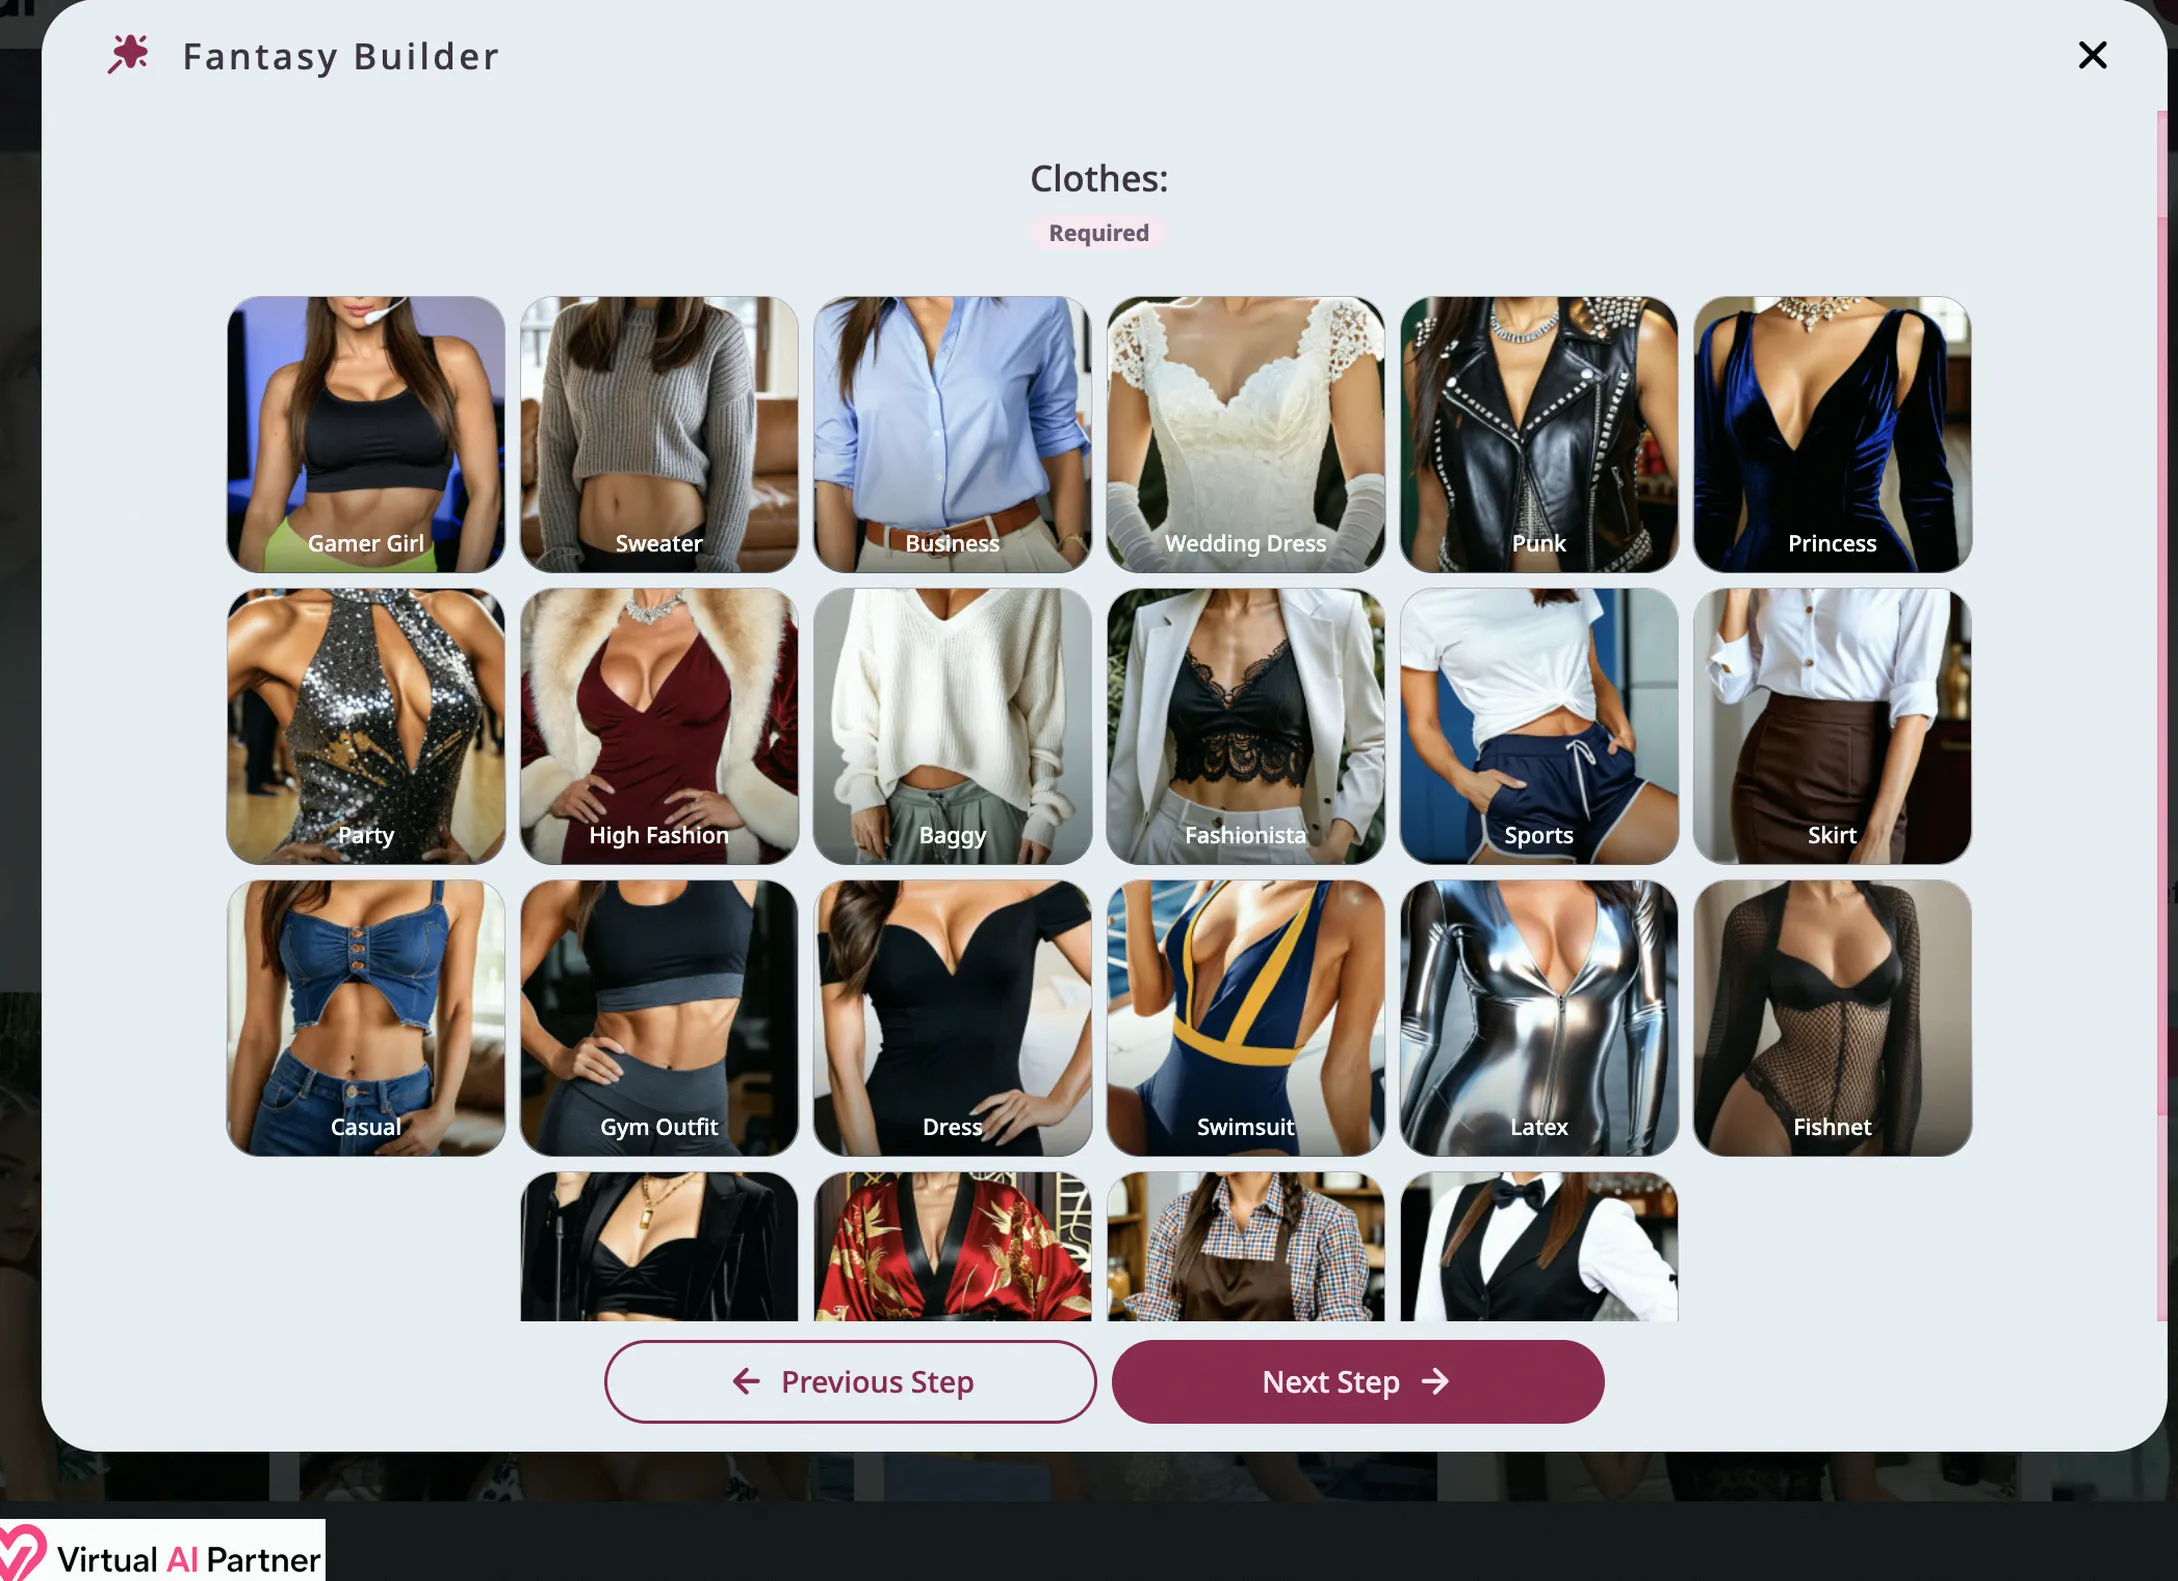 Fantasy Builder
Clothes:
Required
Gamer Girl
Sweater
Business
Wedding Dress
Punk
Princess
Party
High Fashion
Baggy
Fashionista
Sports
Skirt
Casual
Gym Outfit
Dress
Swimsuit
Latex
Fishnet
Previous Step
Next Step
Virtual AI Partner